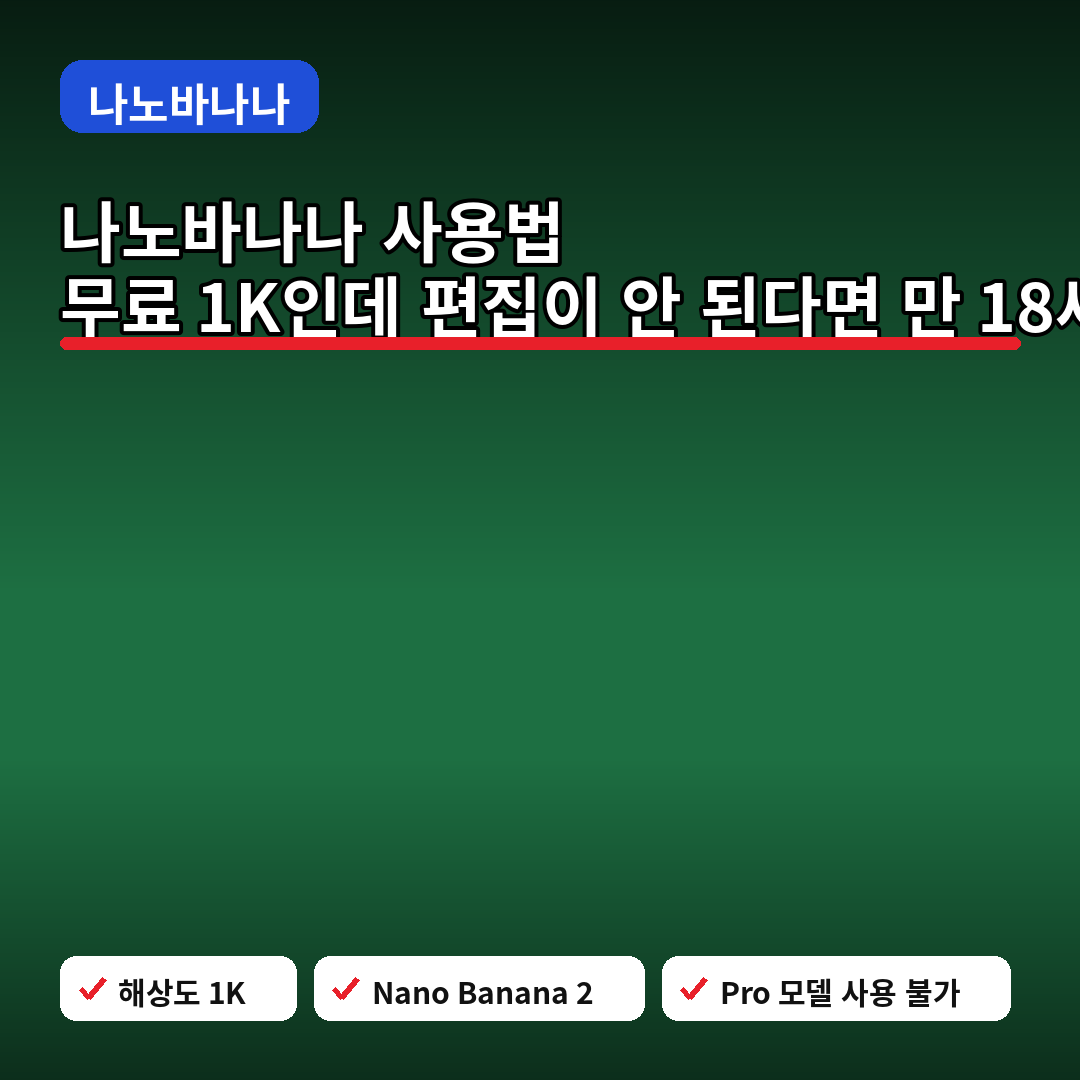 나노바나나
나노바나나 사용법
무료 1K인데 편집이 안 된다면 만
해상도 1K
Nano Banana 2
Pro 모델 사용 불가